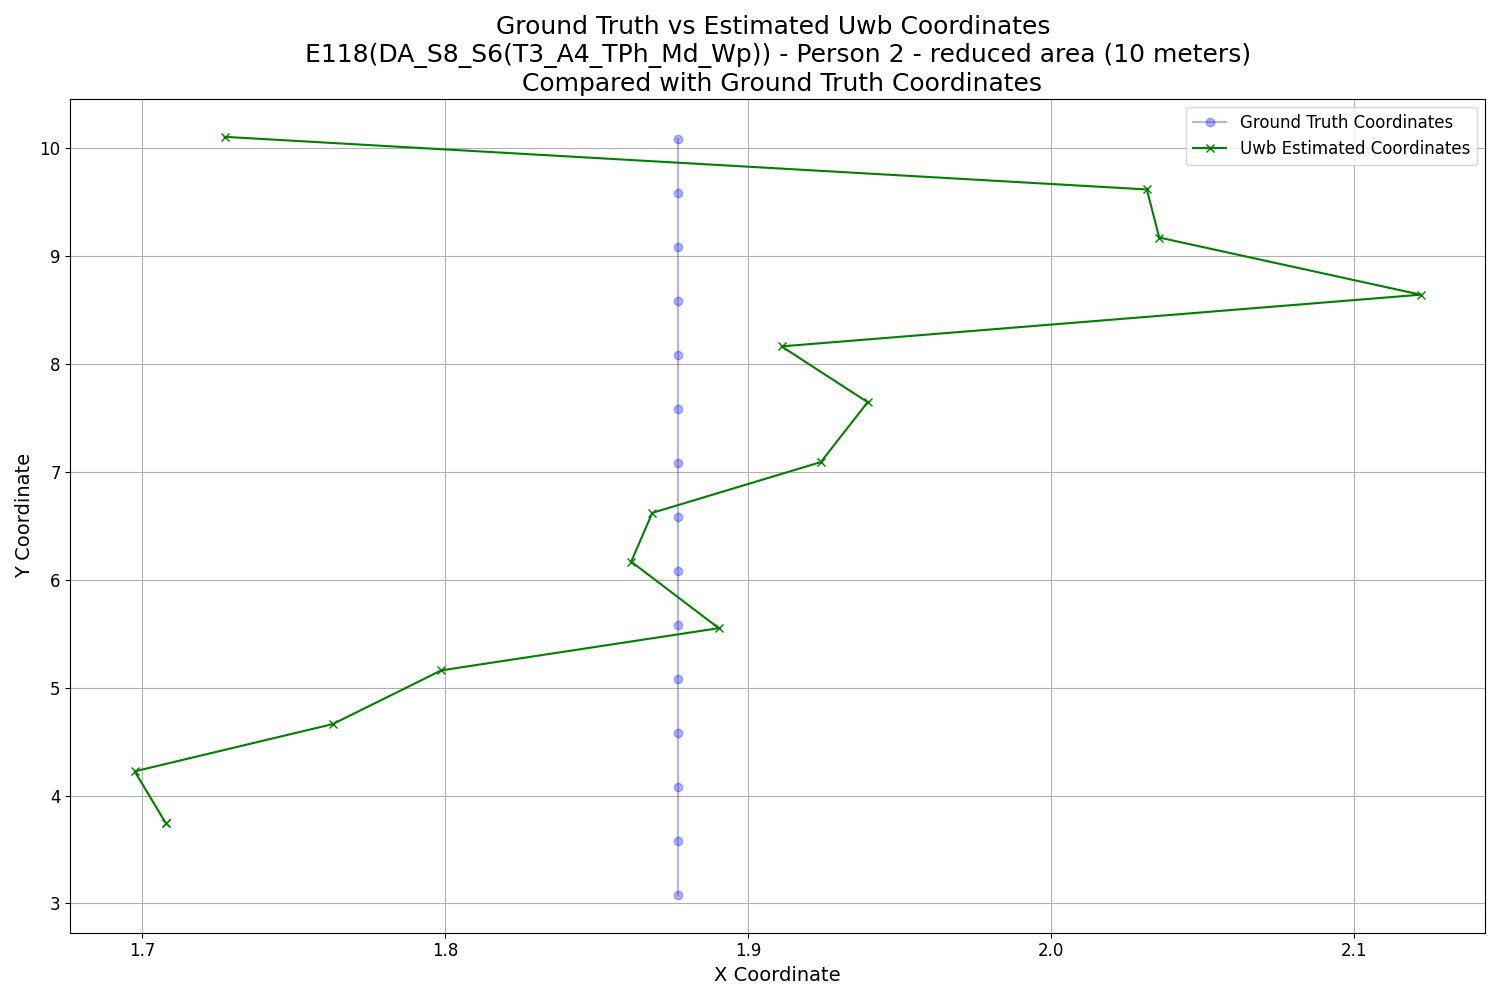 Ground Truth vs Estimated Uwb Coordinates
E118(DA_S8_S6(T3_A4_TPh_Md_Wp)) - Person 2 - reduced area (10 meters)
Compared with Ground Truth Coordinates
Ground Truth Coordinates
Uwb Estimated Coordinates
Y Coordinate
10
9
8
7
6
5
4
3
1.7 1.8 1.9 2.0 2.1
X Coordinate